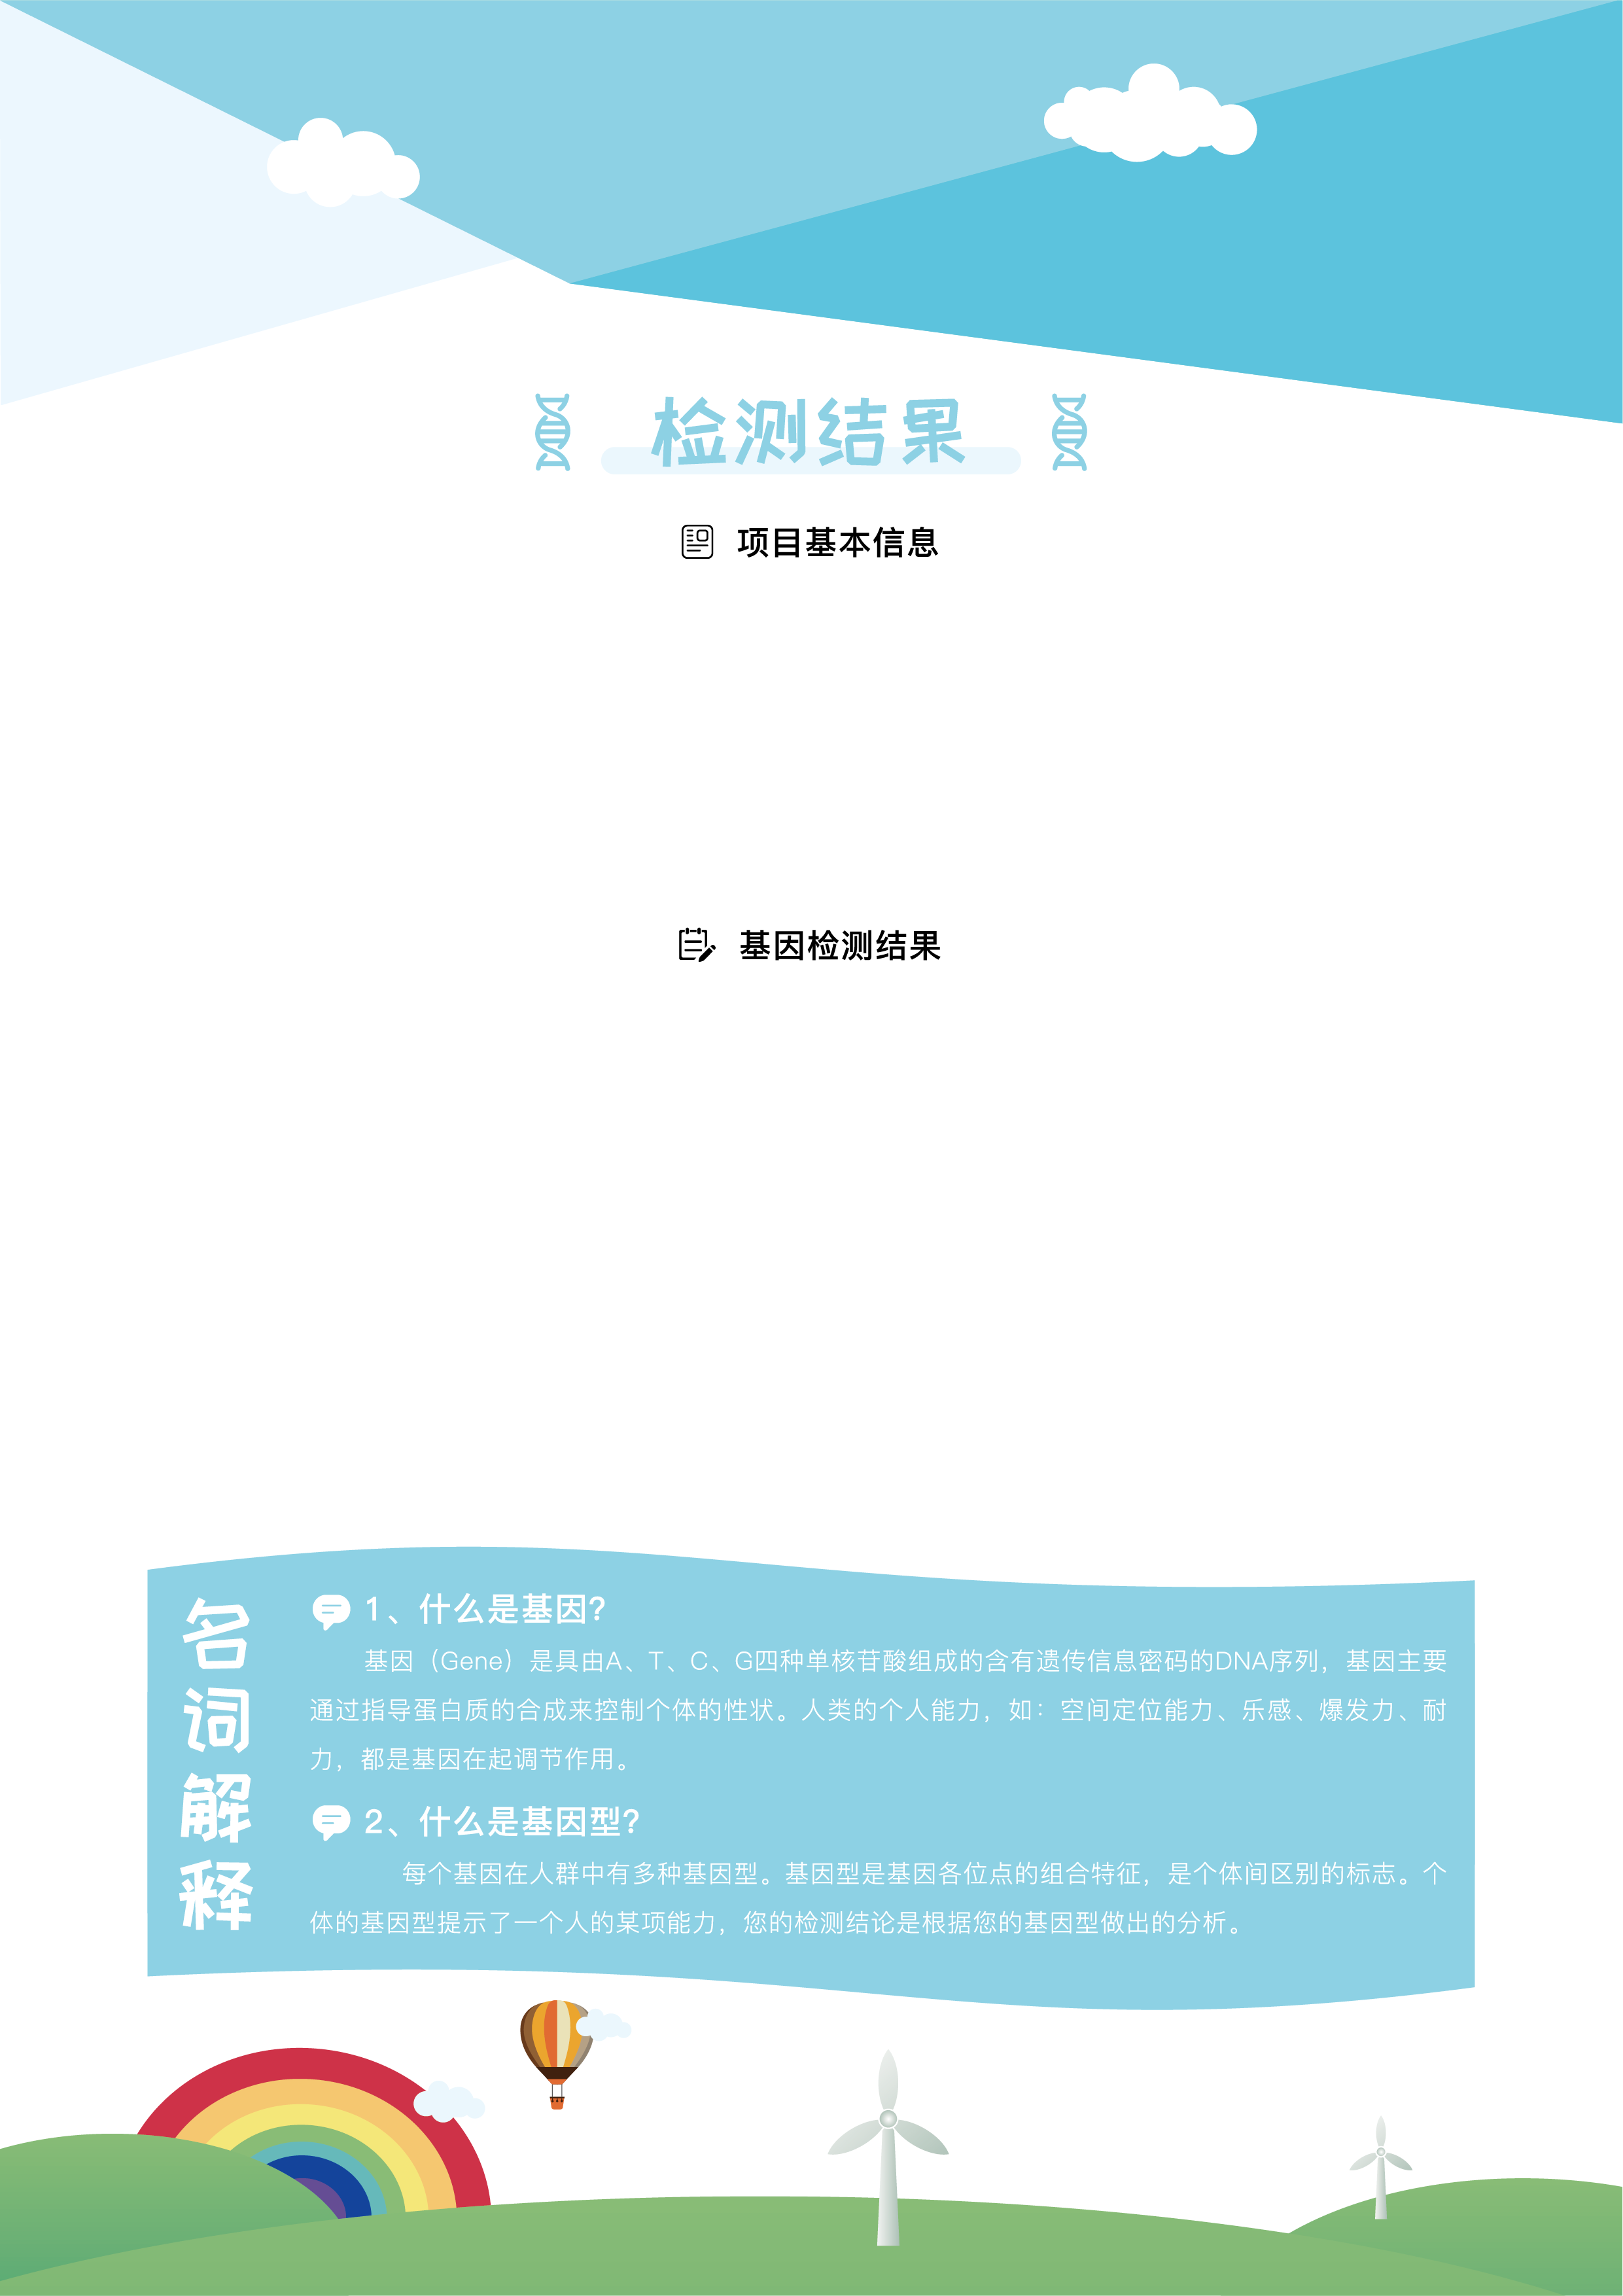 检测结果
项目基本信息
基因检测结果
名词解释
1、什么是基因?
基因（Gene）是具由A、T、C、G四种单核苷酸组成的含有遗传信息密码的DNA序列，基因主要
通过指导蛋白质的合成来控制个体的性状。人类的个人能力，如：空间定位能力、乐感、爆发力、耐
力，都是基因在起调节作用。
2、什么是基因型?
每个基因在人群中有多种基因型。基因型是基因各位点的组合特征，是个体间区别的标志。个
体的基因型提示了一个人的某项能力，您的检测结论是根据您的基因型做出的分析。